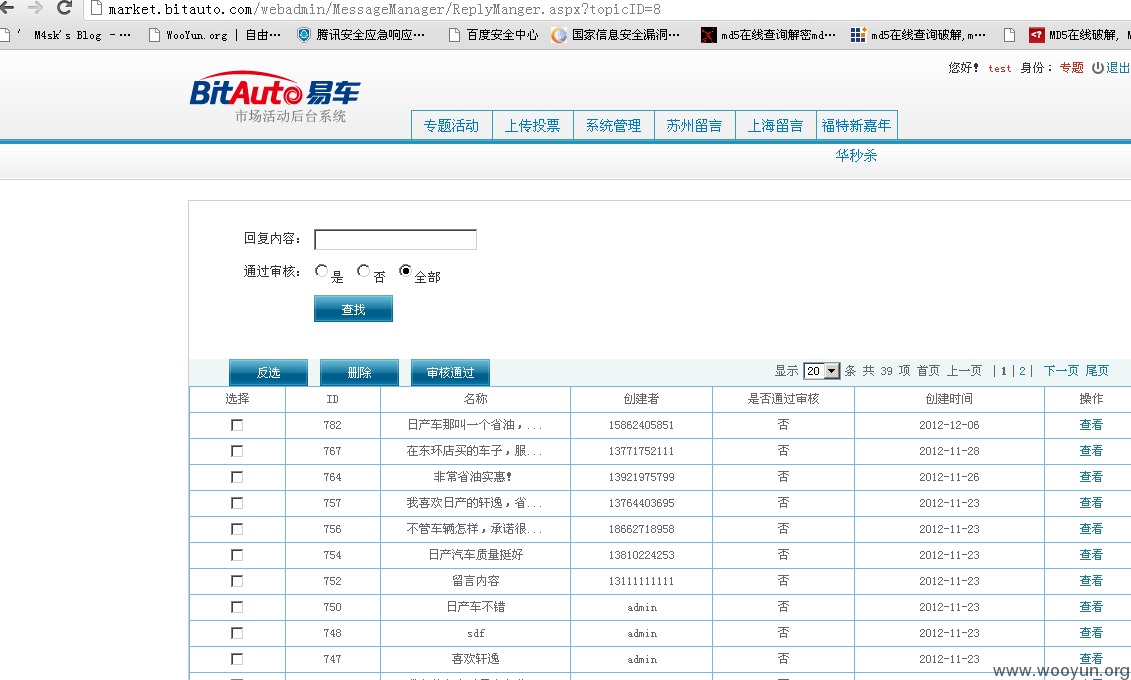 market.bitauto.com/webadmin/MessageManager/ReplyManger.aspx?topicID=8
' M4sk's Blog - ··· WooYun.org | 自由··· 腾讯安全应急响应··· 百度安全中心 国家信息安全漏洞··· md5在线查询解密md··· md5在线查询破解,m··· MD5在线破解,
您好! test 身份: 专题 退出
BitAuto 易车
市场活动后台系统
专题活动 上传投票 系统管理 苏州留言 上海留言 福特新嘉年
华秒杀
回复内容:
通过审核: 是 否 全部
查找
反选 删除 审核通过 显示 20 条 共 39 项 首页 上一页 | 1 | 2 | 下一页 尾页
选择 ID 名称 创建者 是否通过审核 创建时间 操作
782 日产车那叫一个省油,... 15862405851 否 2012-12-06 查看
767 在东环店买的车子,服... 13771752111 否 2012-11-28 查看
764 非常省油实惠! 13921975799 否 2012-11-26 查看
757 我喜欢日产的轩逸,省... 13764403695 否 2012-11-23 查看
756 不管车辆怎样,承诺很... 18662718958 否 2012-11-23 查看
754 日产汽车质量挺好 13810224253 否 2012-11-23 查看
752 留言内容 13111111111 否 2012-11-23 查看
750 日产车不错 admin 否 2012-11-23 查看
748 sdf admin 否 2012-11-23 查看
747 喜欢轩逸 admin 否 2012-11-23 查看
www.wooyun.org